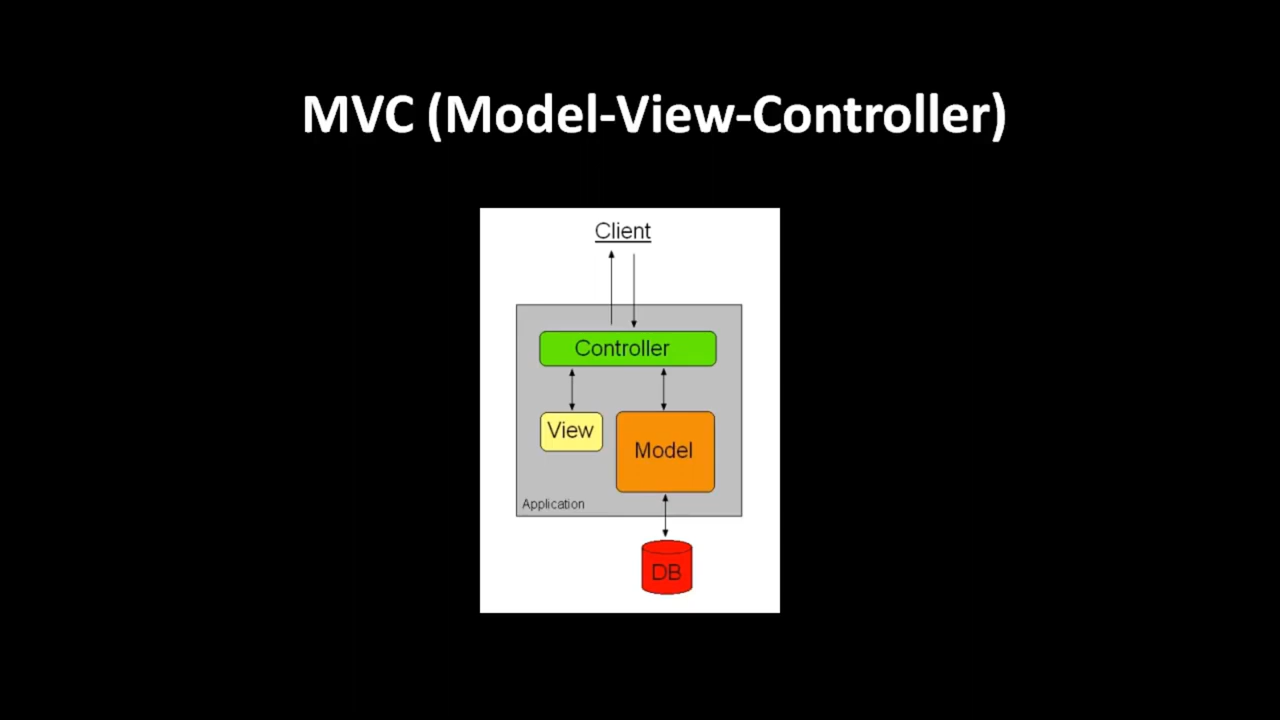 MVC (Model-View-Controller)
Client
Controller
View
Model
Application
DB